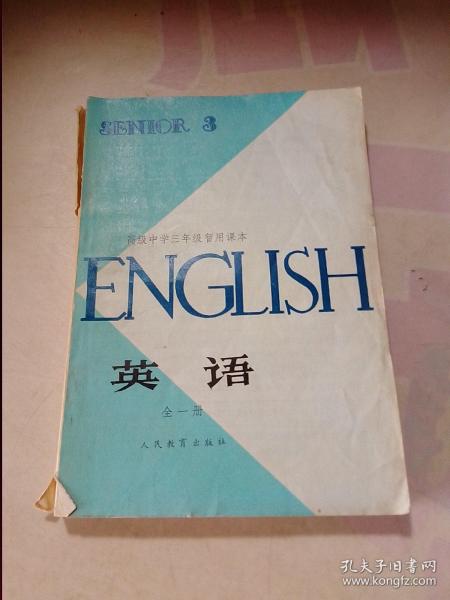 SENIOR 3
高级中学三年级暂用课本
ENGLISH
英语
全一册
人民教育出版社
孔夫子旧书网
www.kongfz.com